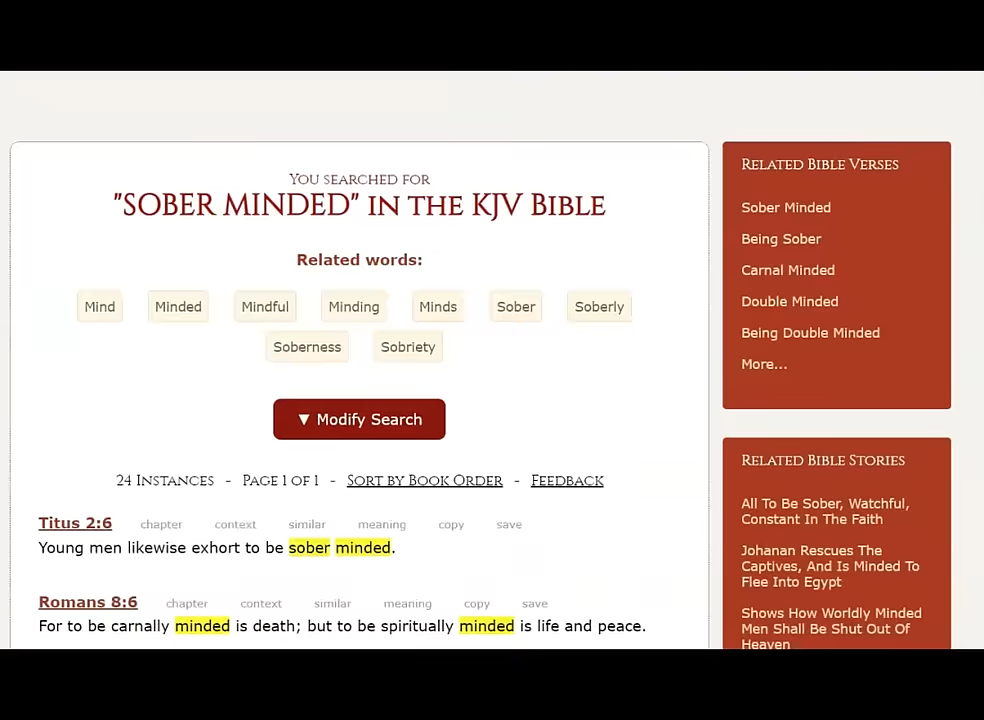 You searched for
"SOBER MINDED" in the KJV Bible
Related words:
Mind Minded Mindful Minding Minds Sober Soberly
Soberness Sobriety
▼ Modify Search
24 Instances - Page 1 of 1 - Sort by Book Order - Feedback
Titus 2:6 chapter context similar meaning copy save
Young men likewise exhort to be sober minded.
Romans 8:6 chapter context similar meaning copy save
For to be carnally minded is death; but to be spiritually minded is life and peace.
Related Bible Verses
Sober Minded
Being Sober
Carnal Minded
Double Minded
Being Double Minded
More...
Related Bible Stories
All To Be Sober, Watchful,
Constant In The Faith
Johanan Rescues The
Captives, And Is Minded To
Flee Into Egypt
Shows How Worldly Minded
Men Shall Be Shut Out Of
Heaven